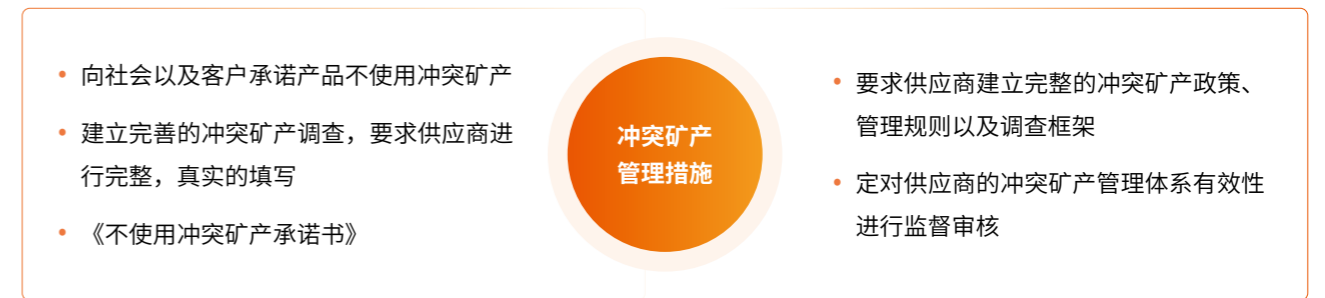 • 向社会以及客户承诺产品不使用冲突矿产
• 建立完善的冲突矿产调查，要求供应商进
行完整，真实的填写
• 《不使用冲突矿产承诺书》
冲突矿产
管理措施
• 要求供应商建立完整的冲突矿产政策、
管理规则以及调查框架
• 定对供应商的冲突矿产管理体系有效性
进行监督审核